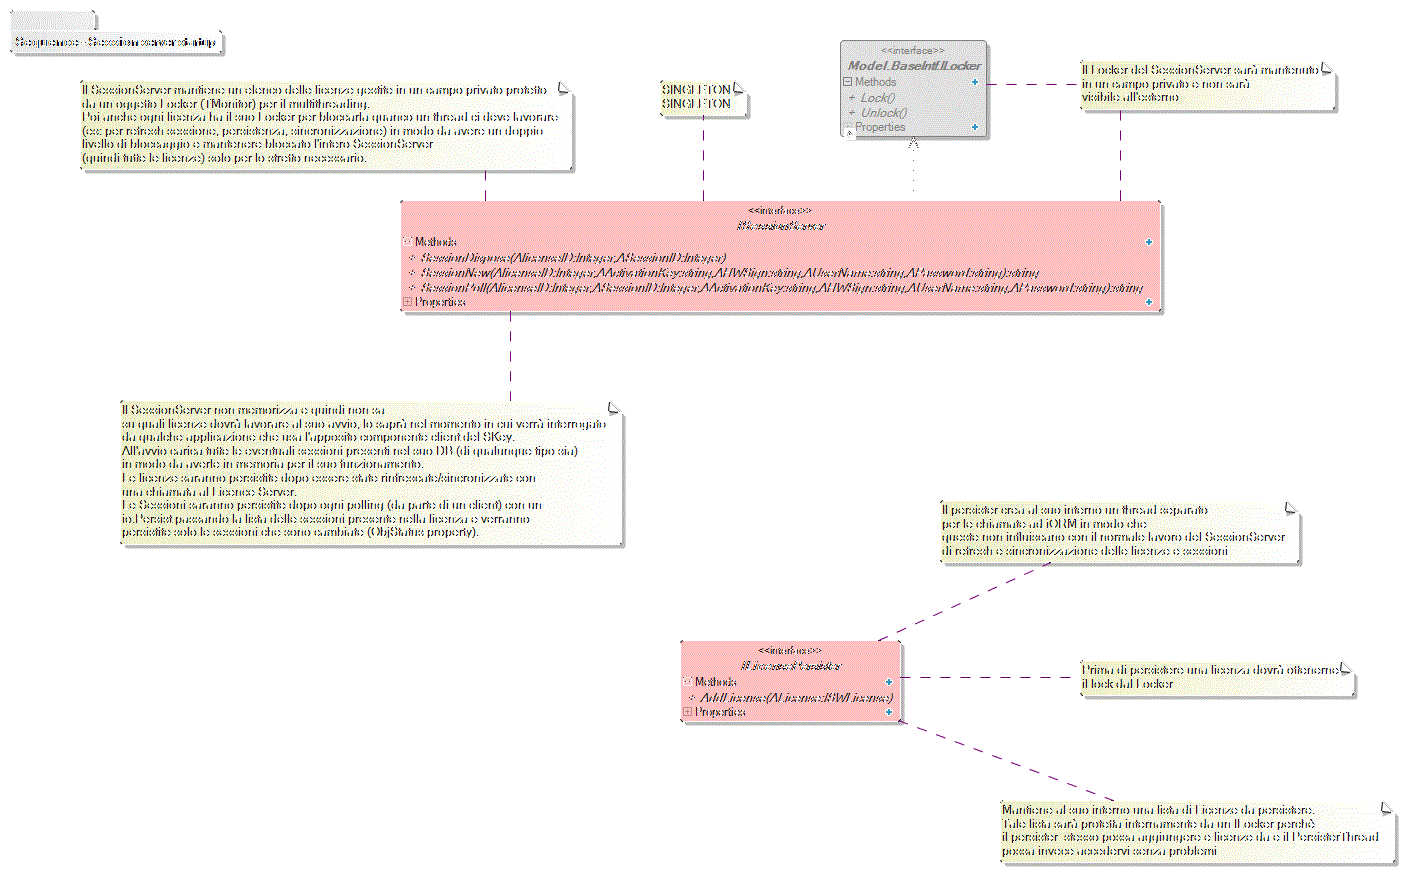 Sequence - Session server startup
Il SessionServer mantiene un elenco delle licenze gestite in un campo privato protetto
da un oggetto Locker (TMonitor) per il multithreading.
Poi anche ogni licenza ha il suo Locker per bloccarla quando un thread ci deve lavorare
(es: per refresh sessione, persistenza, sincronizzazione) in modo da avere un doppio
livello di bloccaggio e mantenere bloccato l'intero SessionServer
(quindi tutte le licenze) solo per lo stretto necessario.
SINGLETON
SINGLETON
<<interface>>
Model.BaseIntf.ILocker
Methods
+ Lock()
+ Unlock()
Properties
Il Locker del SessionServer sarà mantenuto
in un campo privato e non sarà
visibile all'esterno
<<interface>>
ISessionServer
Methods
+ SessionDispose(ALicenseID:Integer,ASessionID:Integer)
+ SessionNew(ALicenseID:Integer,AActivationKey:string,AHWSign:string,AUserName:string,APassword:string):string
+ SessionPoll(ALicenseID:Integer,ASessionID:Integer,AActivationKey:string,AHWSign:string,AUserName:string,APassword:string):string
Properties
Il SessionServer non memorizza e quindi non sa
su quali licenze dovrà lavorare al suo avvio, lo saprà nel momento in cui verrà interrogato
da qualche applicazione che usa l'apposito componente client del SKey.
All'avvio carica tutte le eventuali sessioni presenti nel suo DB (di qualunque tipo sia)
in modo da averle in memoria per il suo funzionamento.
Le licenze saranno persistite dopo essere state rinfrescate/sincronizzate con
una chiamata al Licence Server.
Le Sessioni saranno persistite dopo ogni polling (da parte di un client) con un
io.Persist passando la lista delle sessioni presente nella licenza e verranno
persistite solo le sessioni che sono cambiate (ObjStatus property).
Il persister crea al suo interno un thread separato
per le chiamate ad iORM in modo che
queste non influiscano con il normale lavoro del SessionServer
di refresh e sincronizzazione delle licenze e sessioni
<<interface>>
ILicensePersister
Methods
+ AddLicense(ALicense:ISWLicense)
Properties
Prima di persistere una licenza dovrà ottenerne
il lock dal Locker
Mantiene al suo interno una lista di Licenze da persistere.
Tale lista sarà protetta internamente da un ILocker perchè
il persister stesso possa aggiungere e licenze da e il PersisterThread
possa invece accedervi senza problemi